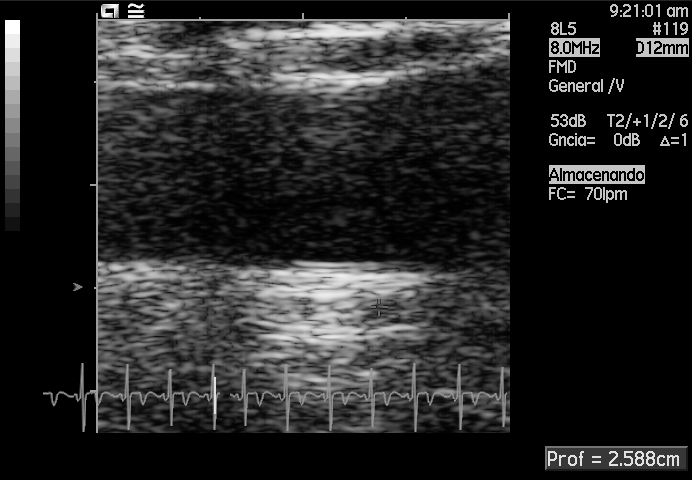 9:21:01 am
8L5 #119
8.0MHz D12mm
FMD
General /V
53dB T2/+1/2/ 6
Gncia= 0dB Δ=1
Almacenando
FC= 70lpm
Prof = 2.588cm